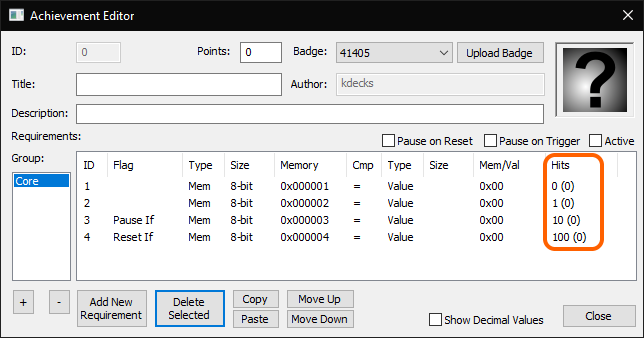 Achievement Editor
ID: 0 Points: 0 Badge: 41405 Upload Badge
Title: Author: kdecks
Description:
Requirements: Pause on Reset Pause on Trigger Active
Group:
Core
ID Flag Type Size Memory Cmp Type Size Mem/Val Hits
1 Mem 8-bit 0x000001 = Value 0x00 0 (0)
2 Mem 8-bit 0x000002 = Value 0x00 1 (0)
3 Pause If Mem 8-bit 0x000003 = Value 0x00 10 (0)
4 Reset If Mem 8-bit 0x000004 = Value 0x00 100 (0)
+ - Add New Requirement Delete Selected Copy Move Up
Paste Move Down Show Decimal Values Close